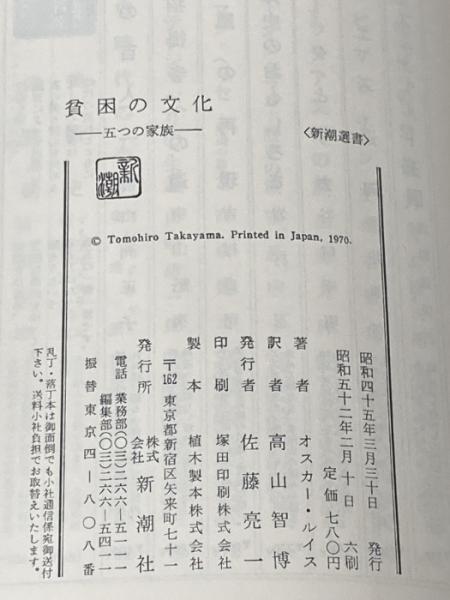 貧困の文化
―五つの家族―
〈新潮選書〉
新潮
© Tomohiro Takayama. Printed in Japan, 1970.
昭和四十五年三月三十日 発行
昭和五十二年二月十日 六刷
定価 七八〇円
著者 オスカー・ルイス
訳者 高山智博
発行者 佐藤亮一
印刷 塚田印刷株式会社
製本 植木製本株式会社
〒162 東京都新宿区矢来町七十一
発行所 株式会社 新潮社
電話 業務部(〇三)二六六―五一一一
編集部(〇三)二六六―五四一一
振替 東京四―八〇八番
乱丁・落丁本は御面倒でも小社通信係宛御送付
下さい。送料小社負担でお取替えいたします。